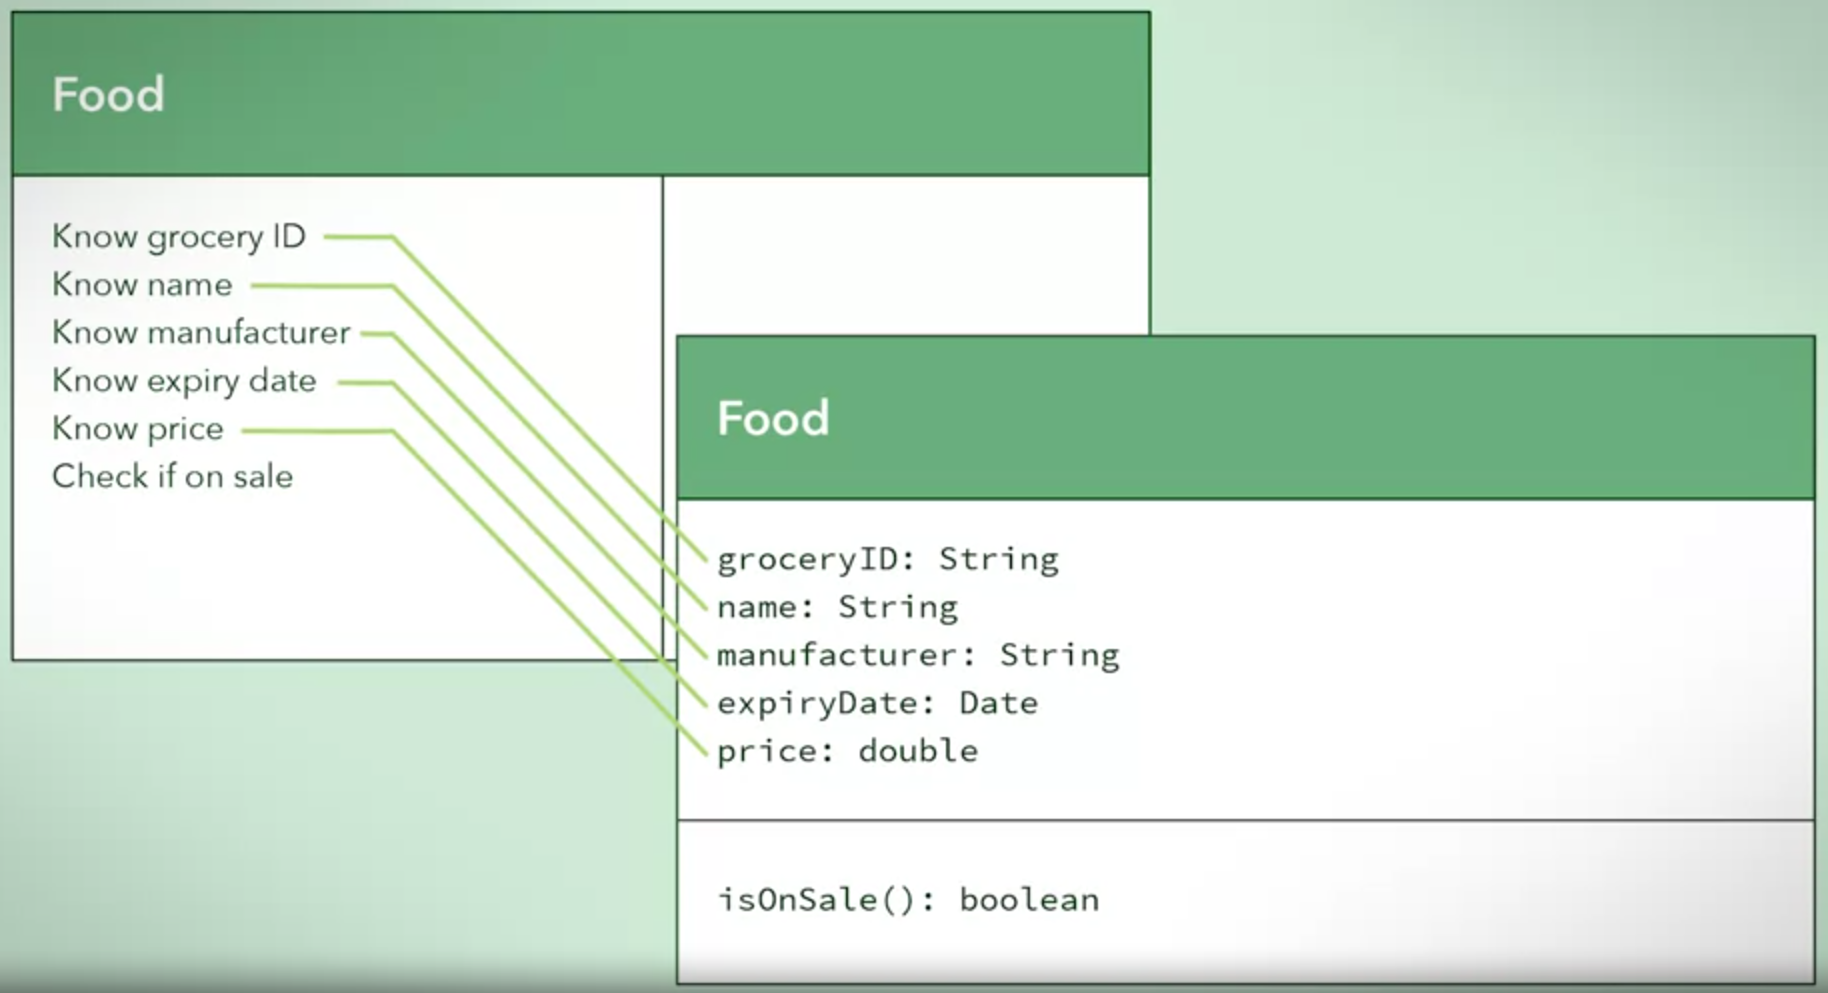 Food
Know grocery ID
Know name
Know manufacturer
Know expiry date
Know price
Check if on sale
Food
groceryID: String
name: String
manufacturer: String
expiryDate: Date
price: double
isOnSale(): boolean